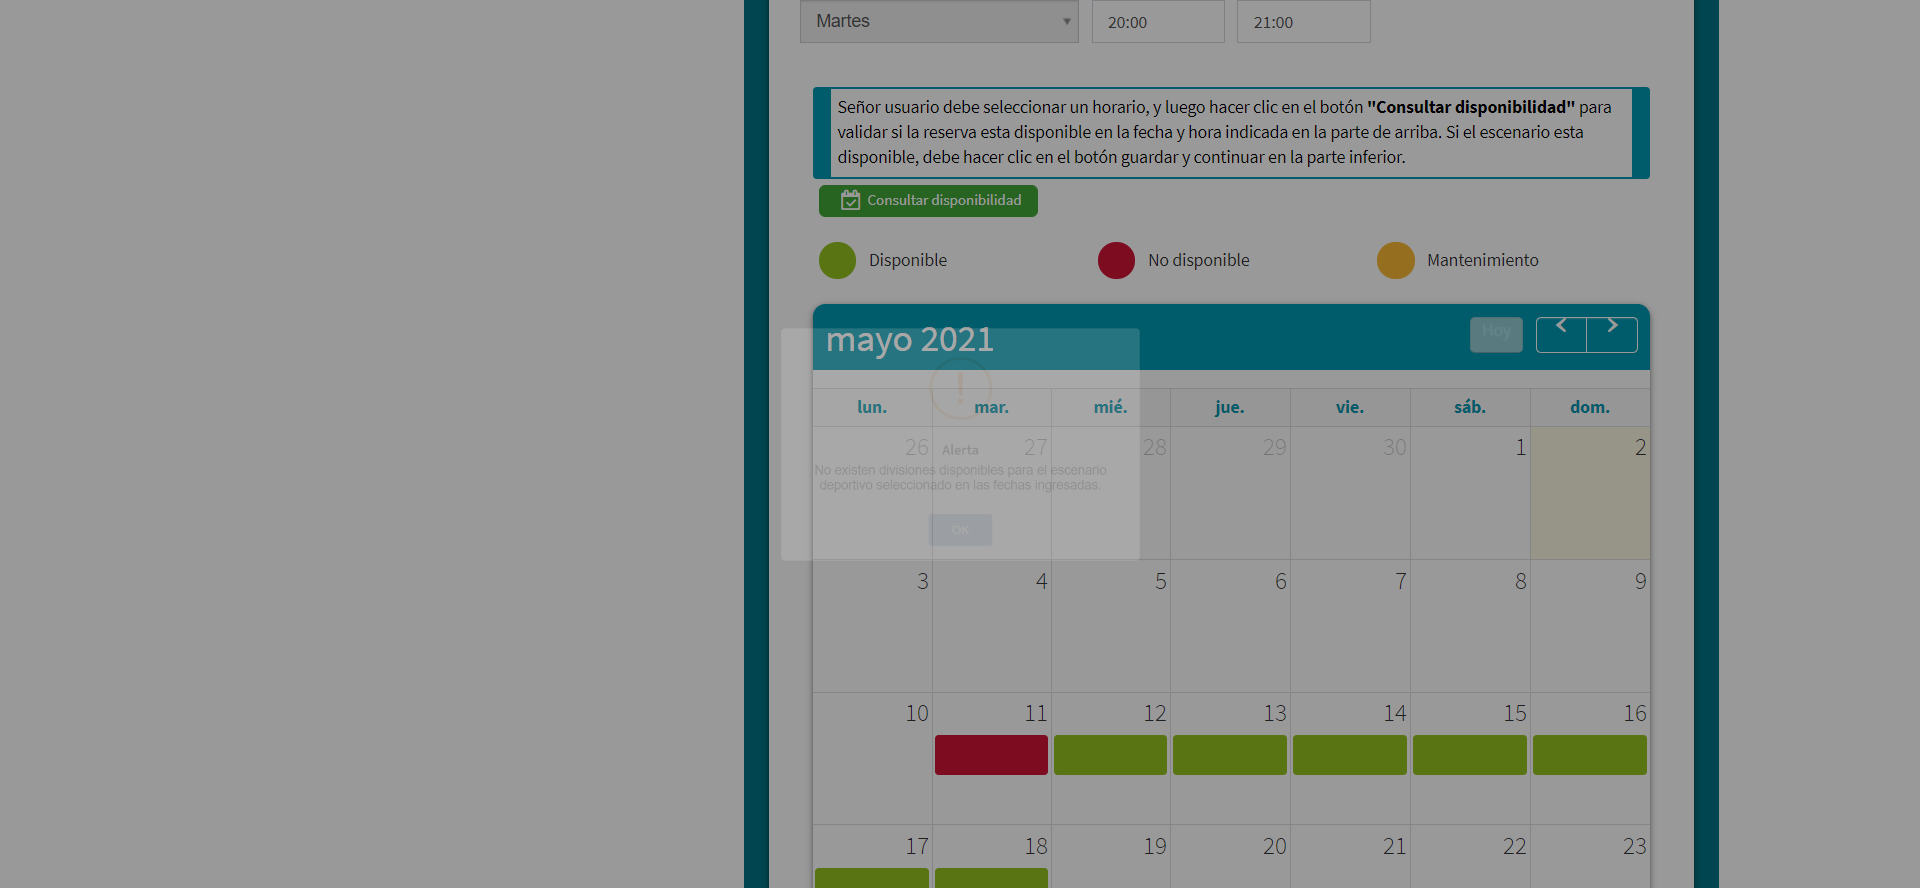 Martes 20:00 21:00
Señor usuario debe seleccionar un horario, y luego hacer clic en el botón "Consultar disponibilidad" para
validar si la reserva esta disponible en la fecha y hora indicada en la parte de arriba. Si el escenario esta
disponible, debe hacer clic en el botón guardar y continuar en la parte inferior.
Consultar disponibilidad
Disponible No disponible Mantenimiento
mayo 2021 Hoy
lun. mar. mié. jue. vie. sáb. dom.
26 27 28 29 30 1 2
Alerta
No existen divisiones disponibles para el escenario
deportivo seleccionado en las fechas ingresadas.
OK
3 4 5 6 7 8 9
10 11 12 13 14 15 16
17 18 19 20 21 22 23